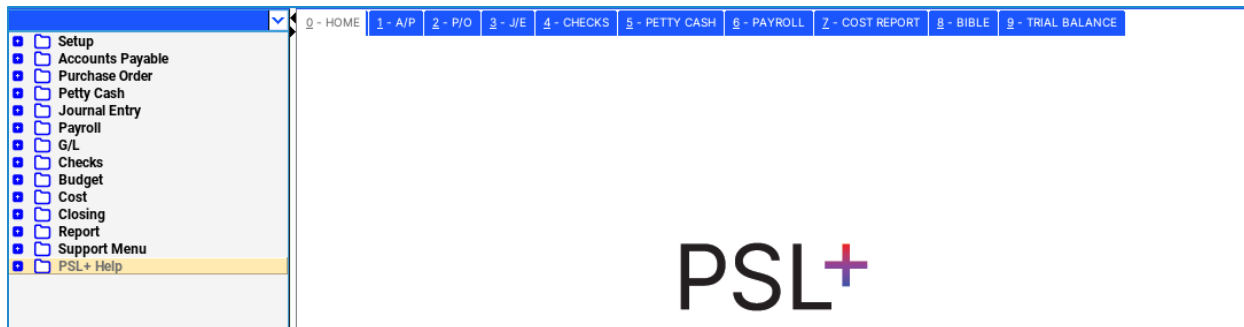 0 - HOME 1 - A/P 2 - P/O 3 - J/E 4 - CHECKS 5 - PETTY CASH 6 - PAYROLL 7 - COST REPORT 8 - BIBLE 9 - TRIAL BALANCE
Setup
Accounts Payable
Purchase Order
Petty Cash
Journal Entry
Payroll
G/L
Checks
Budget
Cost
Closing
Report
Support Menu
PSL+ Help
PSL+